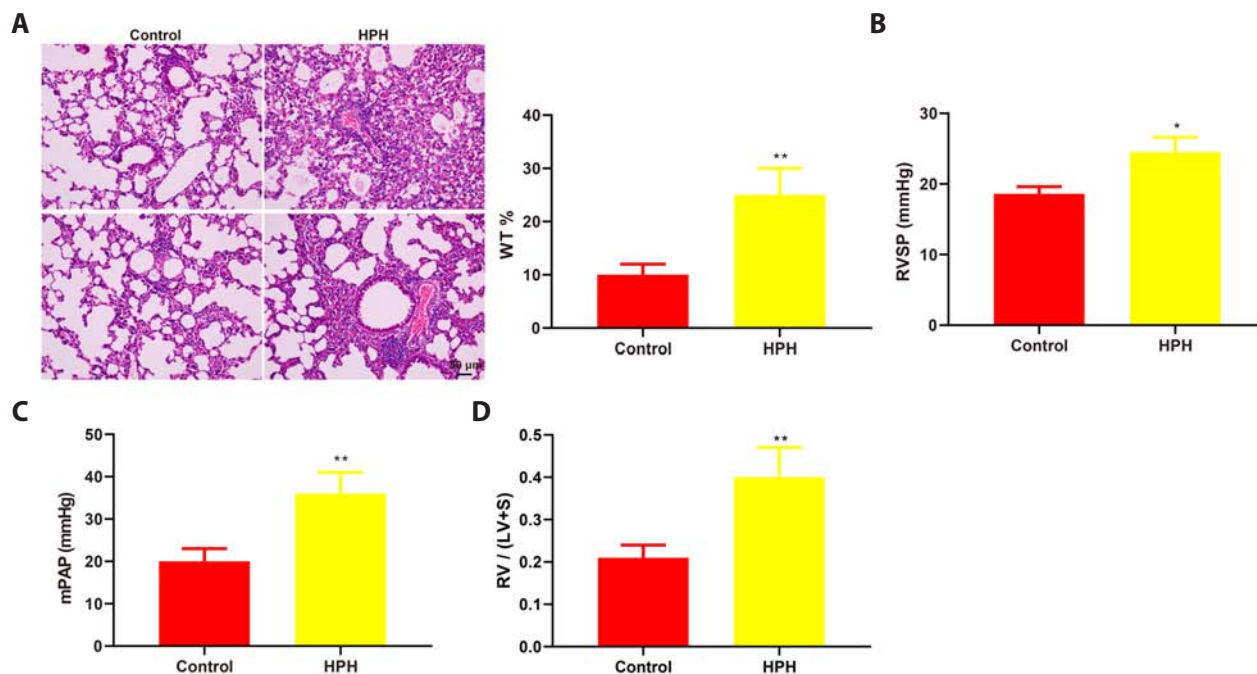 A
Control
HPH
50 µm
40
30
20
10
0
WT %
**
Control
HPH
B
30
20
10
0
RVSP (mmHg)
*
Control
HPH
C
50
40
30
20
10
0
mPAP (mmHg)
**
Control
HPH
D
0.5
0.4
0.3
0.2
0.1
0.0
RV / (LV+S)
**
Control
HPH